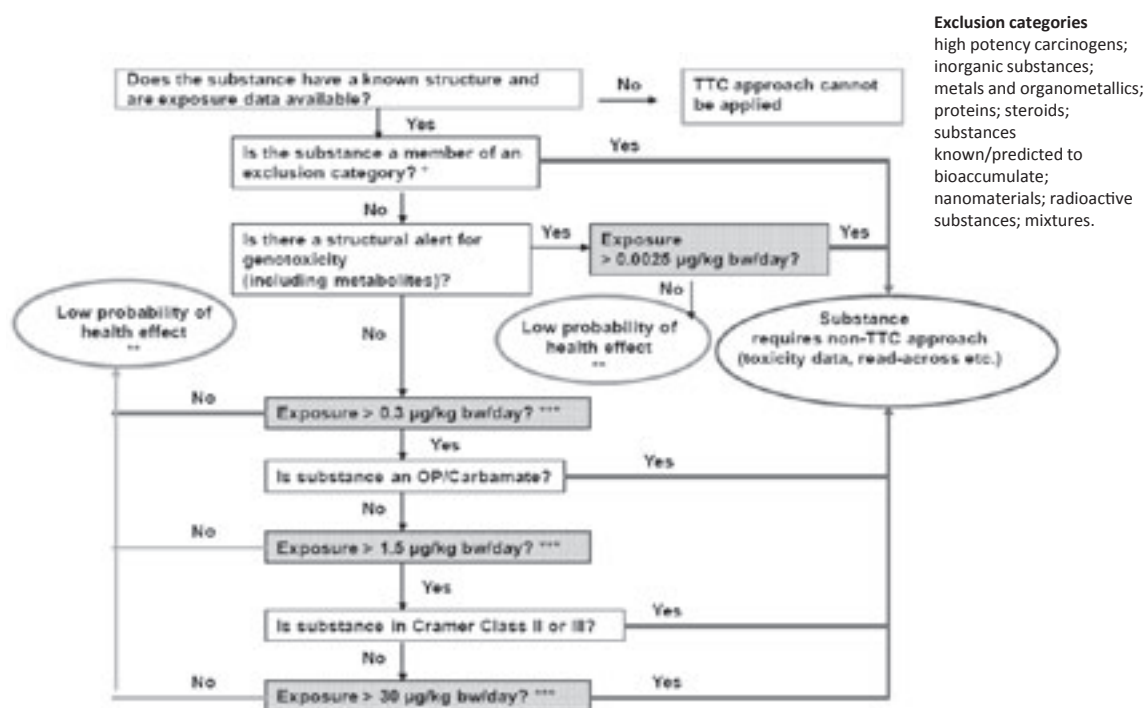 Exclusion categories
high potency carcinogens;
inorganic substances;
metals and organometallics;
proteins; steroids;
substances
known/predicted to
bioaccumulate;
nanomaterials; radioactive
substances; mixtures.
Does the substance have a known structure and
are exposure data available?
No
TTC approach cannot
be applied
Yes
Is the substance a member of an
exclusion category? *
Yes
No
Is there a structural alert for
genotoxicity
(including metabolites)?
Yes
Exposure
> 0.0025 µg/kg bw/day?
Yes
No
Low probability of
health effect
**
No
Low probability of
health effect
**
Substance
requires non-TTC approach
(toxicity data, read-across etc.)
No
Exposure > 0.3 µg/kg bw/day? ***
Yes
Is substance an OP/Carbamate?
Yes
No
No
Exposure > 1.5 µg/kg bw/day? ***
Yes
Is substance in Cramer Class II or III?
Yes
No
No
Exposure > 30 µg/kg bw/day? ***
Yes